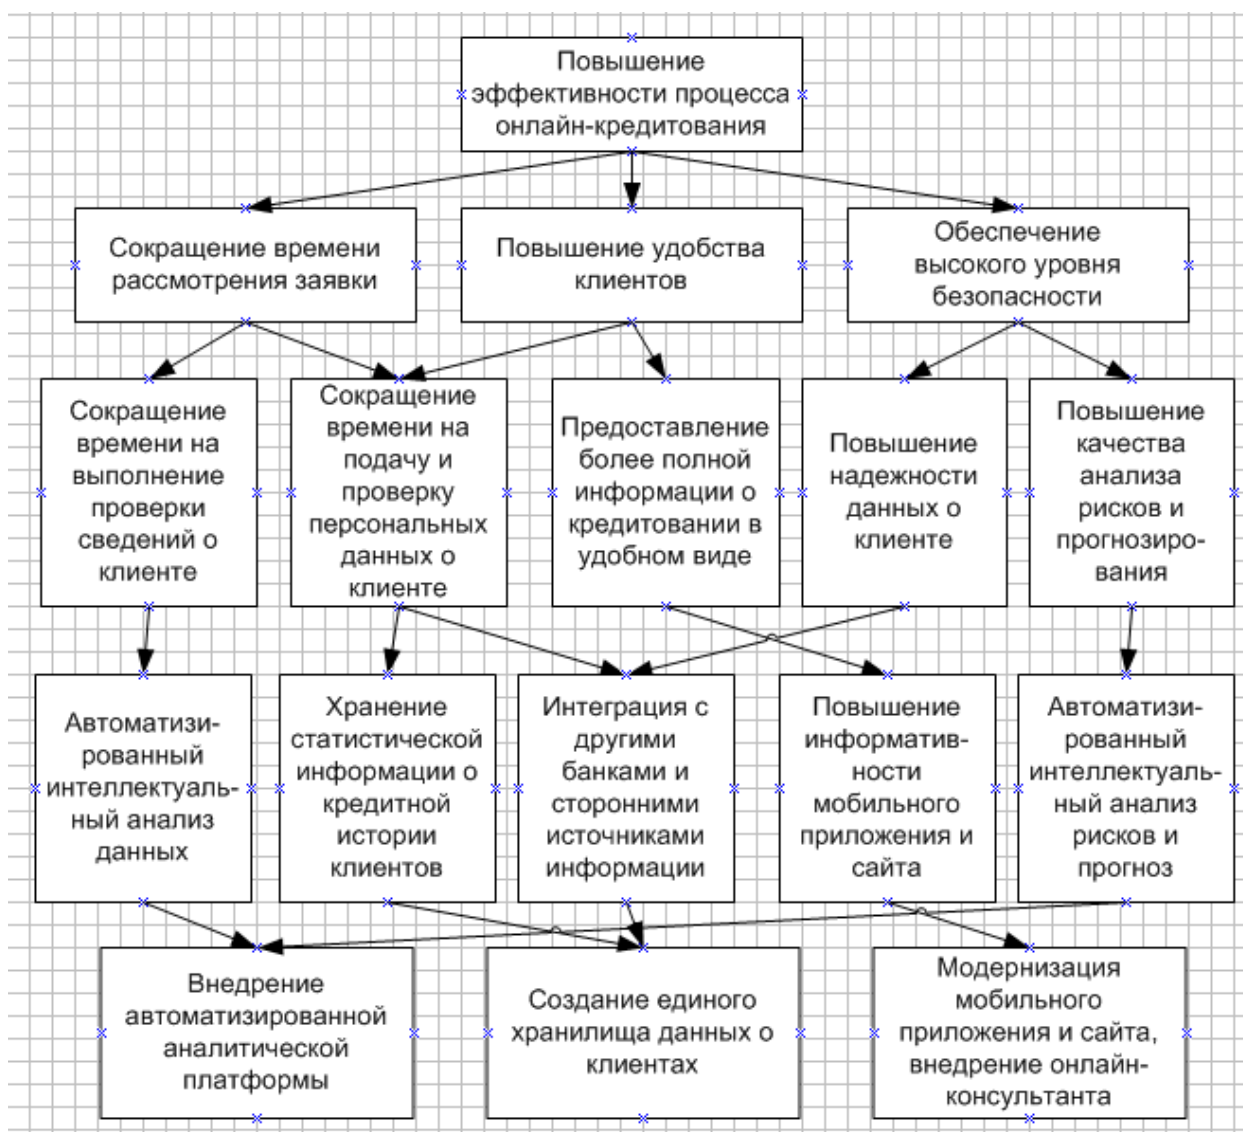 Повышение
эффективности процесса
онлайн-кредитования
Сокращение времени
рассмотрения заявки
Повышение удобства
клиентов
Обеспечение
высокого уровня
безопасности
Сокращение
времени на
выполнение
проверки
сведений о
клиенте
Сокращение
времени на
подачу и
проверку
персональных
данных о
клиенте
Предоставление
более полной
информации о
кредитовании в
удобном виде
Повышение
надежности
данных о
клиенте
Повышение
качества
анализа
рисков и
прогнозиро-
вания
Автоматизи-
рованный
интеллектуаль-
ный анализ
данных
Хранение
статистической
информации о
кредитной
истории
клиентов
Интеграция с
другими
банками и
сторонними
источниками
информации
Повышение
информатив-
ности
мобильного
приложения и
сайта
Автоматизи-
рованный
интеллектуаль-
ный анализ
рисков и
прогноз
Внедрение
автоматизированной
аналитической
платформы
Создание единого
хранилища данных о
клиентах
Модернизация
мобильного
приложения и сайта,
внедрение онлайн-
консультанта